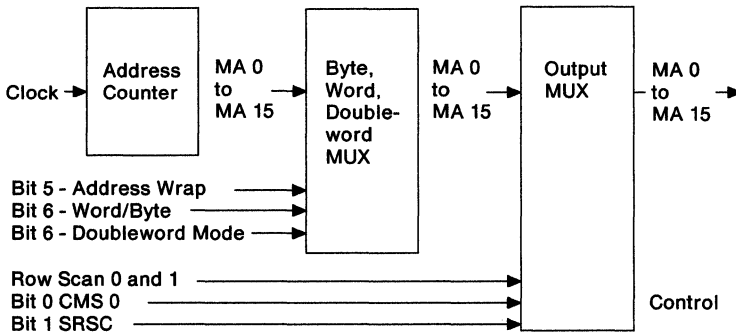 Clock
Address
Counter
MA 0
to
MA 15
Byte,
Word,
Double-
word
MUX
MA 0
to
MA 15
Output
MUX
MA 0
to
MA 15
Bit 5 - Address Wrap
Bit 6 - Word/Byte
Bit 6 - Doubleword Mode
Row Scan 0 and 1
Bit 0 CMS 0
Bit 1 SRSC
Control